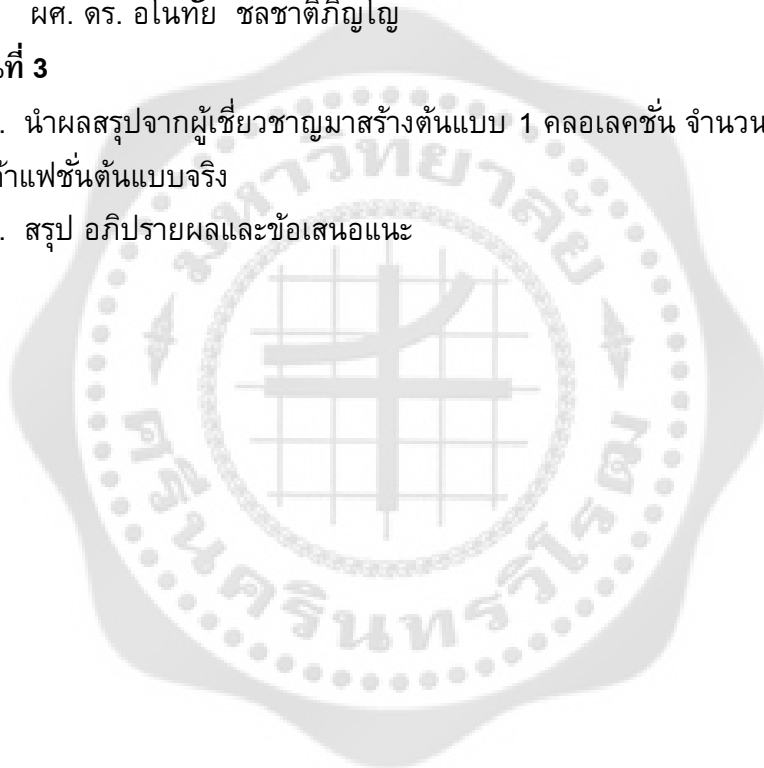 ผศ. ดร. อโนทัย ชลชาติภิญโญ
นที่ 3
. นำผลสรุปจากผู้เชี่ยวชาญมาสร้างต้นแบบ 1 คลอเลคชั่น จำนวน
ค้าแฟชั่นต้นแบบจริง
. สรุป อภิปรายผลและข้อเสนอแนะ
มหาวิทยาลัย
ศรีนครินทรวิโรฒ